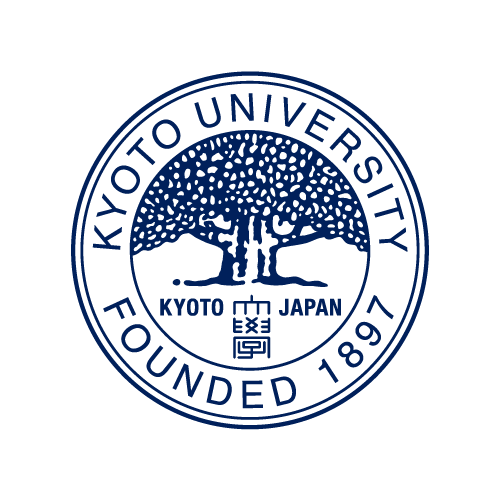 KYOTO UNIVERSITY
KYOTO 大學 JAPAN
FOUNDED 1897